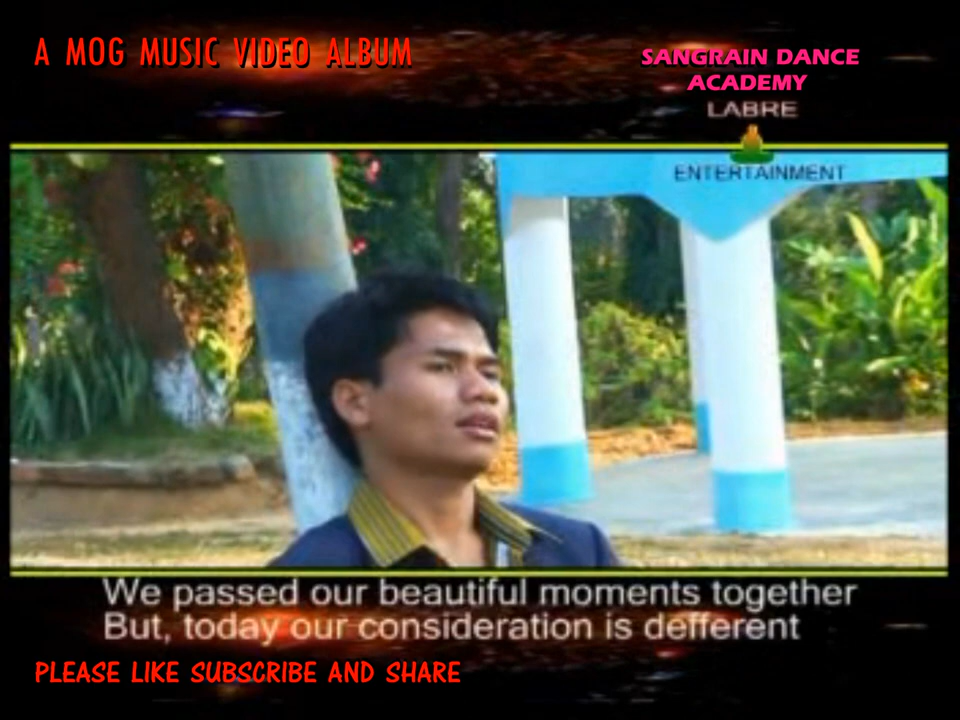 A MOG MUSIC VIDEO ALBUM
SANGRAIN DANCE
ACADEMY
LABRE
ENTERTAINMENT
We passed our beautiful moments together
But, today our consideration is defferent
PLEASE LIKE SUBSCRIBE AND SHARE